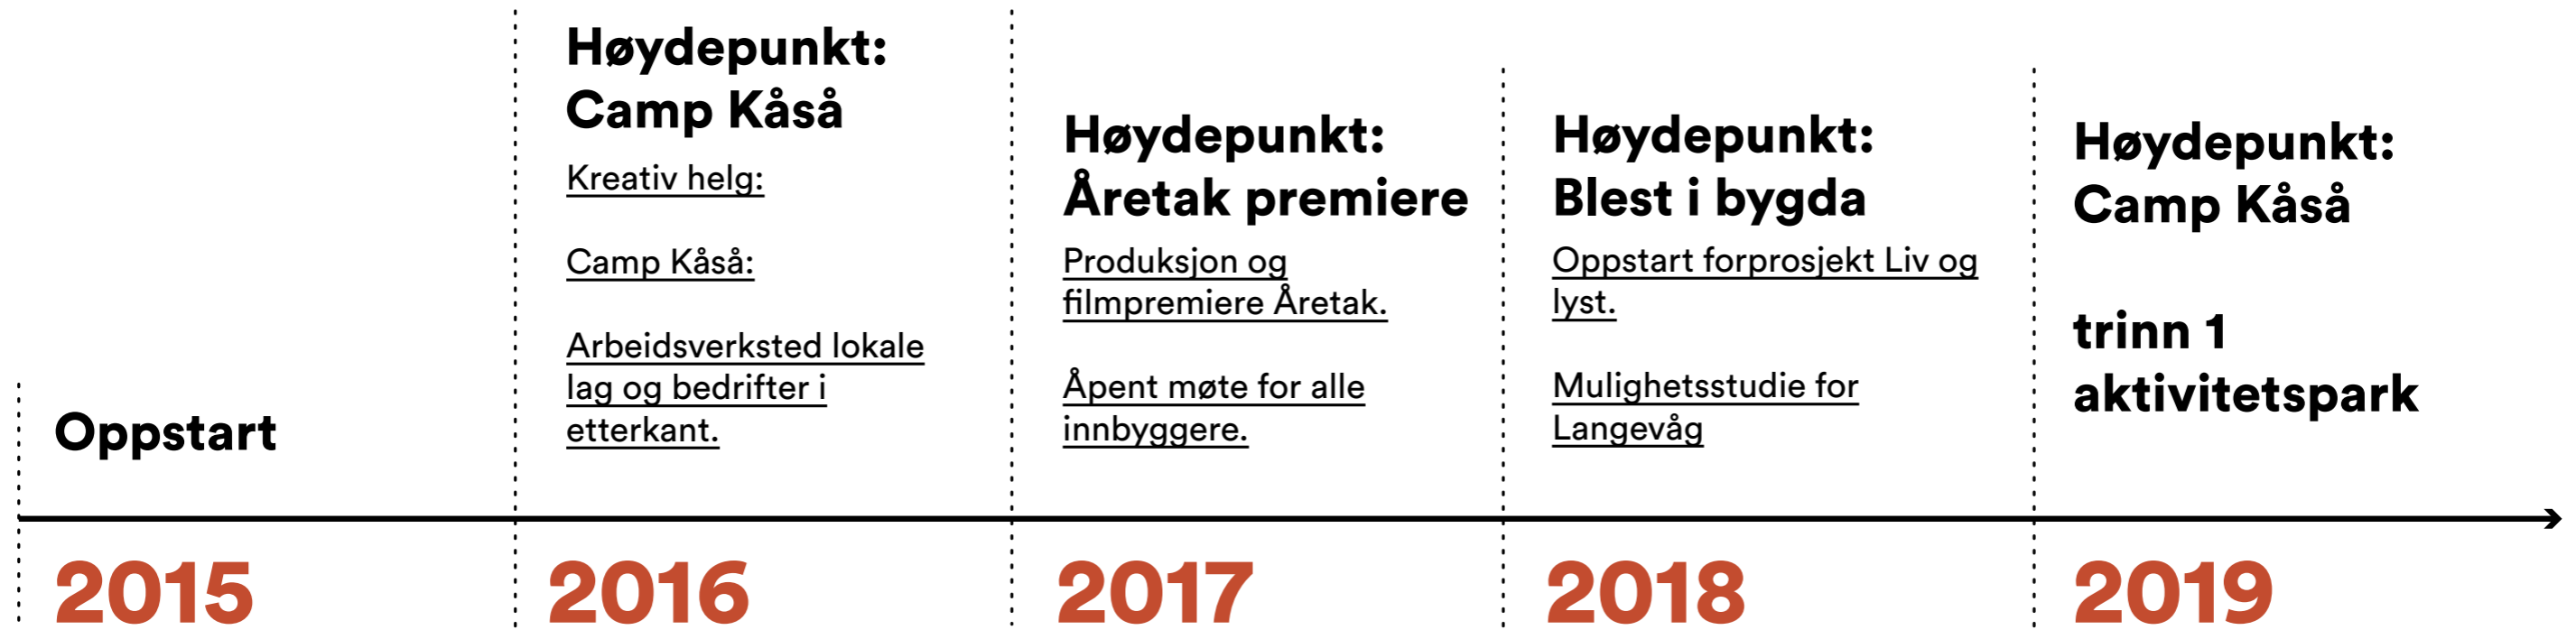 Oppstart
2015
Høydepunkt:
Camp Kåså
Kreativ helg:
Camp Kåså:
Arbeidsverksted lokale
lag og bedrifter i
etterkant.
2016
Høydepunkt:
Åretak premiere
Produksjon og
filmpremiere Åretak.
Åpent møte for alle
innbyggere.
2017
Høydepunkt:
Blest i bygda
Oppstart forprosjekt Liv og
lyst.
Mulighetsstudie for
Langevåg
2018
Høydepunkt:
Camp Kåså
trinn 1
aktivitetspark
2019